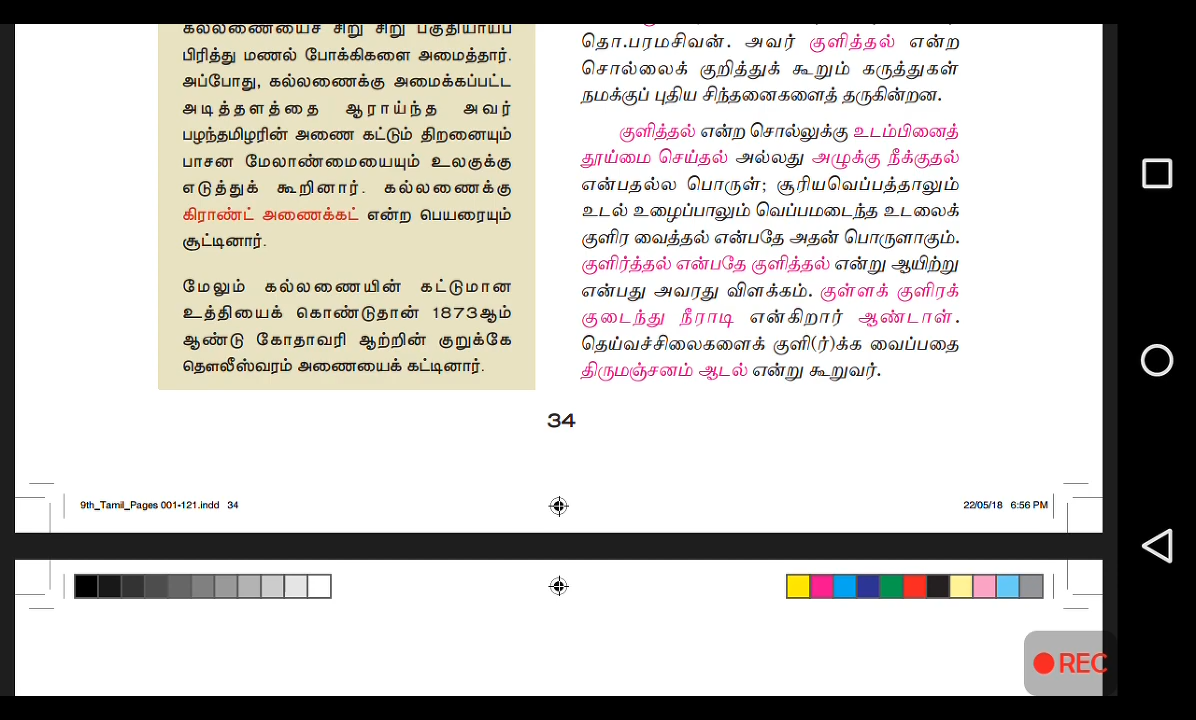 கல்லணையைச் சிறு சிறு பகுதியாய்ப்
பிரித்து மணல் போக்கிகளை அமைத்தார்.
அப்போது, கல்லணைக்கு அமைக்கப்பட்ட
அடித்தளத்தை ஆராய்ந்த அவர்
பழந்தமிழரின் அணை கட்டும் திறனையும்
பாசன மேலாண்மையையும் உலகுக்கு
எடுத்துக் கூறினார். கல்லணைக்கு
கிராண்ட் அணைக்கட் என்ற பெயரையும்
சூட்டினார்.
மேலும் கல்லணையின் கட்டுமான
உத்தியைக் கொண்டுதான் 1873ஆம்
ஆண்டு கோதாவரி ஆற்றின் குறுக்கே
தௌலீஸ்வரம் அணையைக் கட்டினார்.
தொ.பரமசிவன். அவர் குளித்தல் என்ற
சொல்லைக் குறித்துக் கூறும் கருத்துகள்
நமக்குப் புதிய சிந்தனைகளைத் தருகின்றன.
குளித்தல் என்ற சொல்லுக்கு உடம்பினைத்
தூய்மை செய்தல் அல்லது அழுக்கு நீக்குதல்
என்பதல்ல பொருள்; சூரியவெப்பத்தாலும்
உடல் உழைப்பாலும் வெப்பமடைந்த உடலைக்
குளிர வைத்தல் என்பதே அதன் பொருளாகும்.
குளிர்த்தல் என்பதே குளித்தல் என்று ஆயிற்று
என்பது அவரது விளக்கம். குள்ளக் குளிரக்
குடைந்து நீராடி என்கிறார் ஆண்டாள்.
தெய்வச்சிலைகளைக் குளி(ர்)க்க வைப்பதை
திருமஞ்சனம் ஆடல் என்று கூறுவர்.
34
9th_Tamil_Pages 001-121.indd 34
22/05/18 6:56 PM
REC